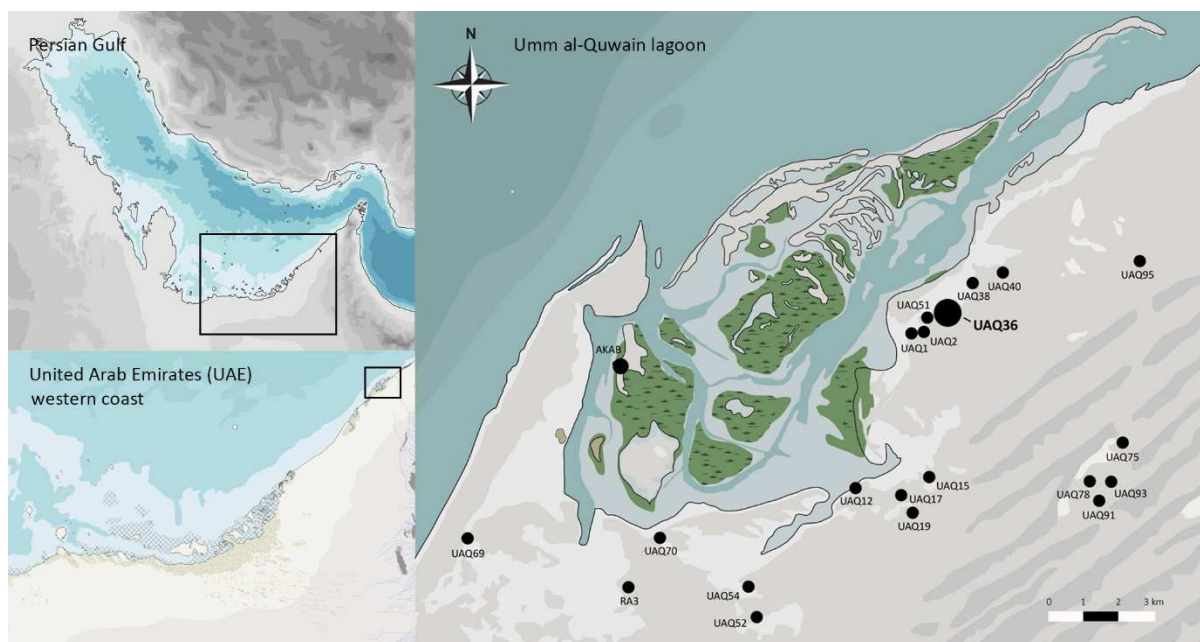 Persian Gulf
United Arab Emirates (UAE)
western coast
N
Umm al-Quwain lagoon
UAQ95
UAQ40
UAQ38
UAQ51
UAQ36
UAQ1
UAQ2
AKAB
UAQ75
UAQ15
UAQ78
UAQ93
UAQ12
UAQ17
UAQ91
UAQ19
UAQ69
UAQ70
RA3
UAQ54
UAQ52
0 1 2 3 km